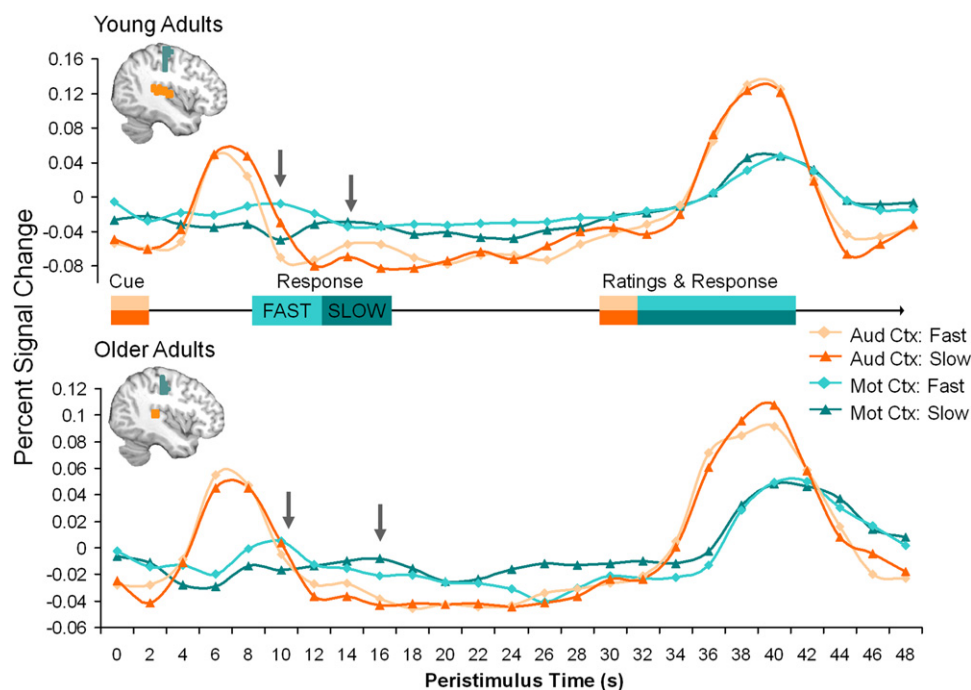 Young Adults
0.16
0.12
0.08
0.04
0
-0.04
-0.08
Percent Signal Change
Cue
Response
Ratings & Response
FAST
SLOW
Aud Ctx: Fast
Aud Ctx: Slow
Mot Ctx: Fast
Mot Ctx: Slow
Older Adults
0.12
0.1
0.08
0.06
0.04
0.02
0
-0.02
-0.04
-0.06
0 2 4 6 8 10 12 14 16 18 20 22 24 26 28 30 32 34 36 38 40 42 44 46 48
Peristimulus Time (s)